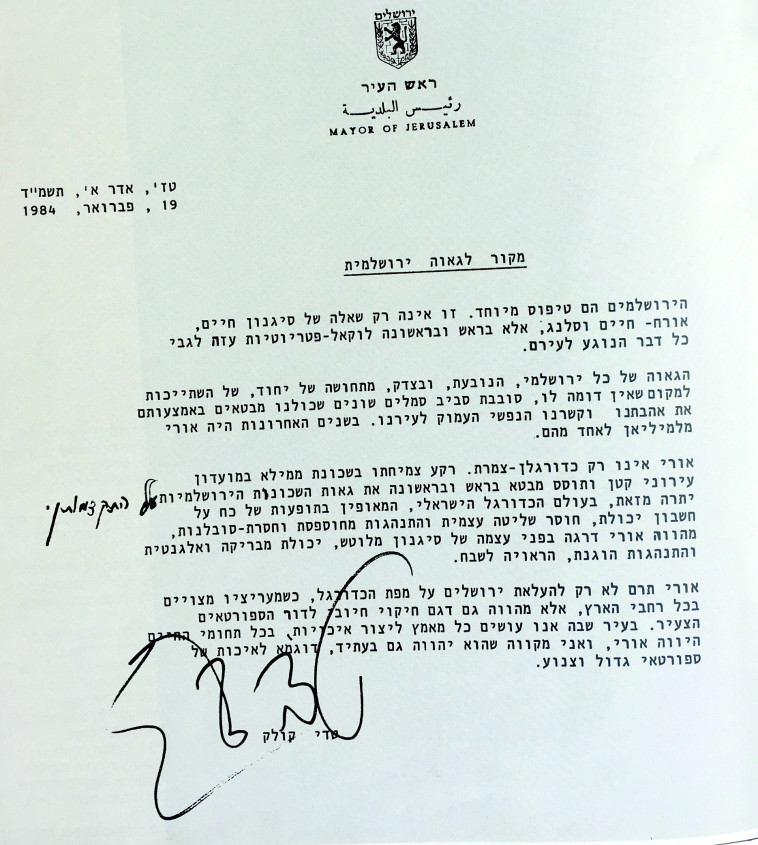 ירושלים
ראש העיר
رئيس البلدية
MAYOR OF JERUSALEM
טז', אדר א', תשמ"ד
19 , פברואר, 1984
מקור לגאוה ירושלמית
הירושלמים הם טיפוס מיוחד. זו אינה רק שאלה של סיגנון חיים,
אורח- חיים וסלנג, אלא בראש ובראשונה לוקאל-פטריוטיות עזה לגבי
כל דבר הנוגע לעירם.
הגאוה של כל ירושלמי, הנובעת, ובצדק, מתחושה של יחוד, של השתייכות
למקום שאין דומה לו, סובבת סביב סמלים שונים שכולנו מבטאים באמצעותם
את אהבתנו וקשרנו הנפשי העמוק לעירנו. בשנים האחרונות היה אורי
מלמיליאן לאחד מהם.
אורי אינו רק כדורגלן-צמרת. רקע צמיחתו בשכונת ממילא במועדון
עירוני קטן ותוסס מבטא בראש ובראשונה את גאות השכונות הירושלמיות
על
יתרה מזאת, בעולם הכדורגל הישראלי, המאופין בתופעות של כח על
חשבון יכולת, חוסר שליטה עצמית והתנהגות מחוספסת וחסרת-סובלנות,
מהווה אורי דרגה בפני עצמה של סיגנון מלוטש, יכולת מבריקה ואלגנטית
והתנהגות הוגנת, הראויה לשבח.
אורי תרם לא רק להעלאת ירושלים על מפת הכדורגל, כשמעריציו מצויים
בכל רחבי הארץ, אלא מהווה גם דגם חיקוי חיובי לדור הספורטאים
הצעיר. בעיר שבה אנו עושים כל מאמץ ליצור איכויות, בכל תחומי החיים
היווה אורי, ואני מקווה שהוא יהווה גם בעתיד, דוגמא לאיכות של
ספורטאי גדול וצנוע.
טדי קולק